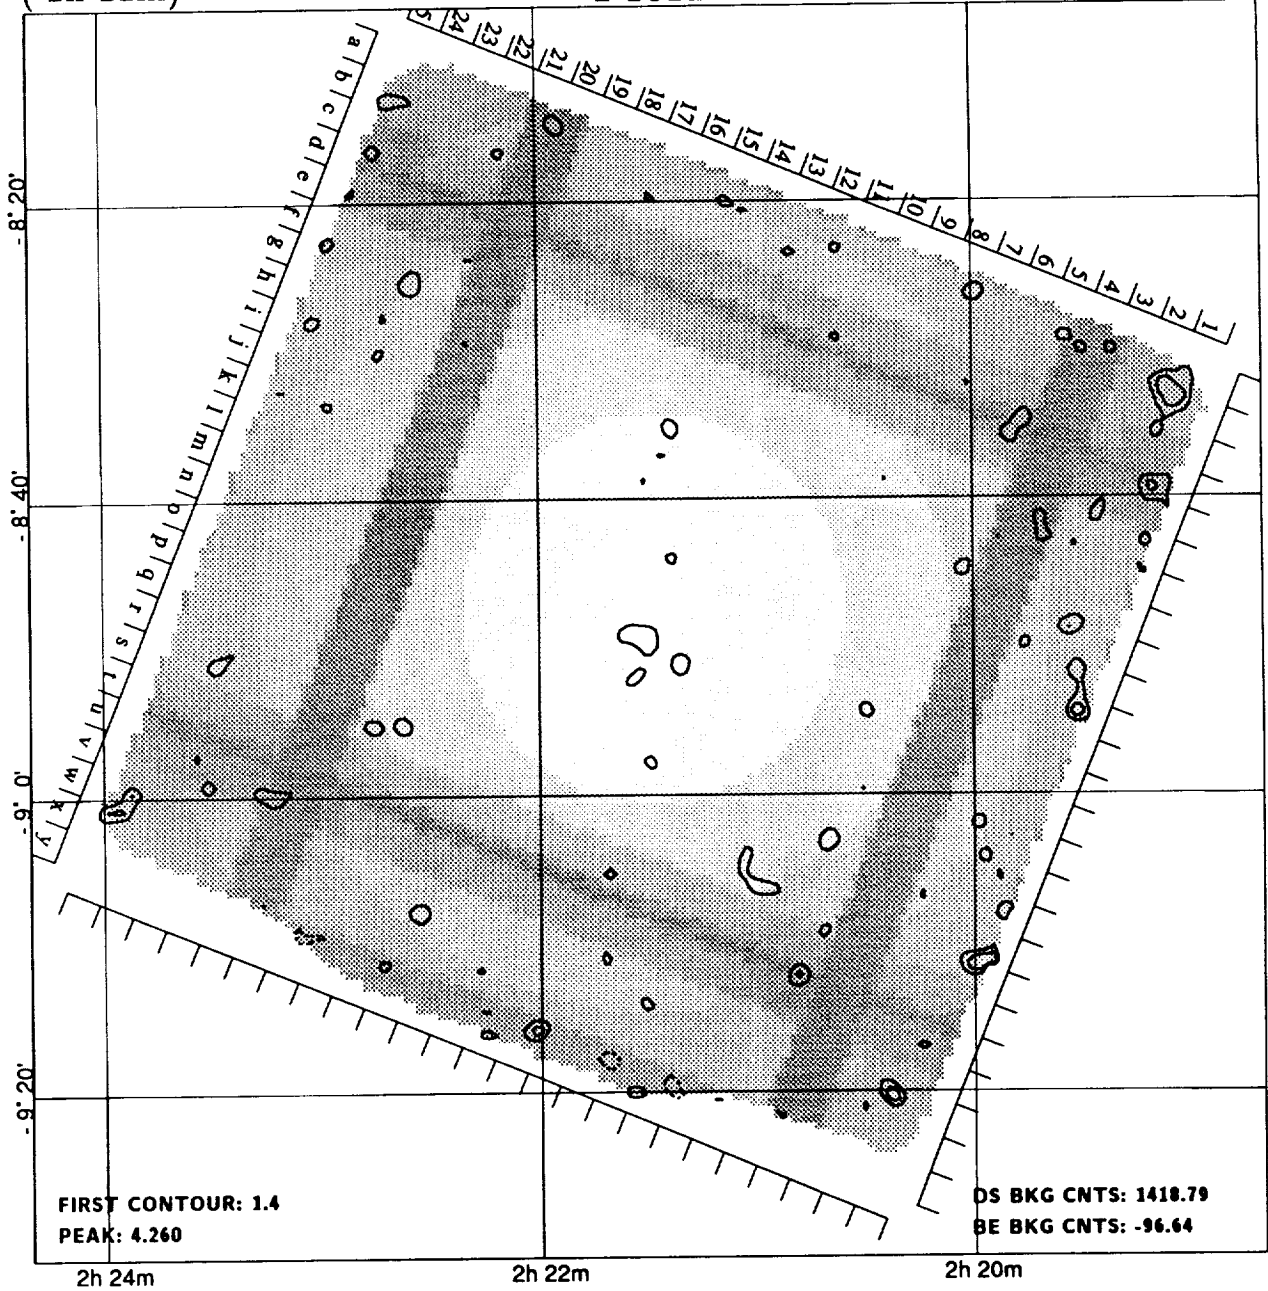 25 24 23 22 21 20 19 18 17 16 15 14 13 12 11 10 9 8 7 6 5 4 3 2 1
a b c d e f g h i j k l m n o p q r s t u v w x y
-8° 20'
-8° 40'
-9° 0'
-9° 20'
FIRST CONTOUR: 1.4
PEAK: 4.260
DS BKG CNTS: 1418.79
BE BKG CNTS: -96.64
2h 24m
2h 22m
2h 20m